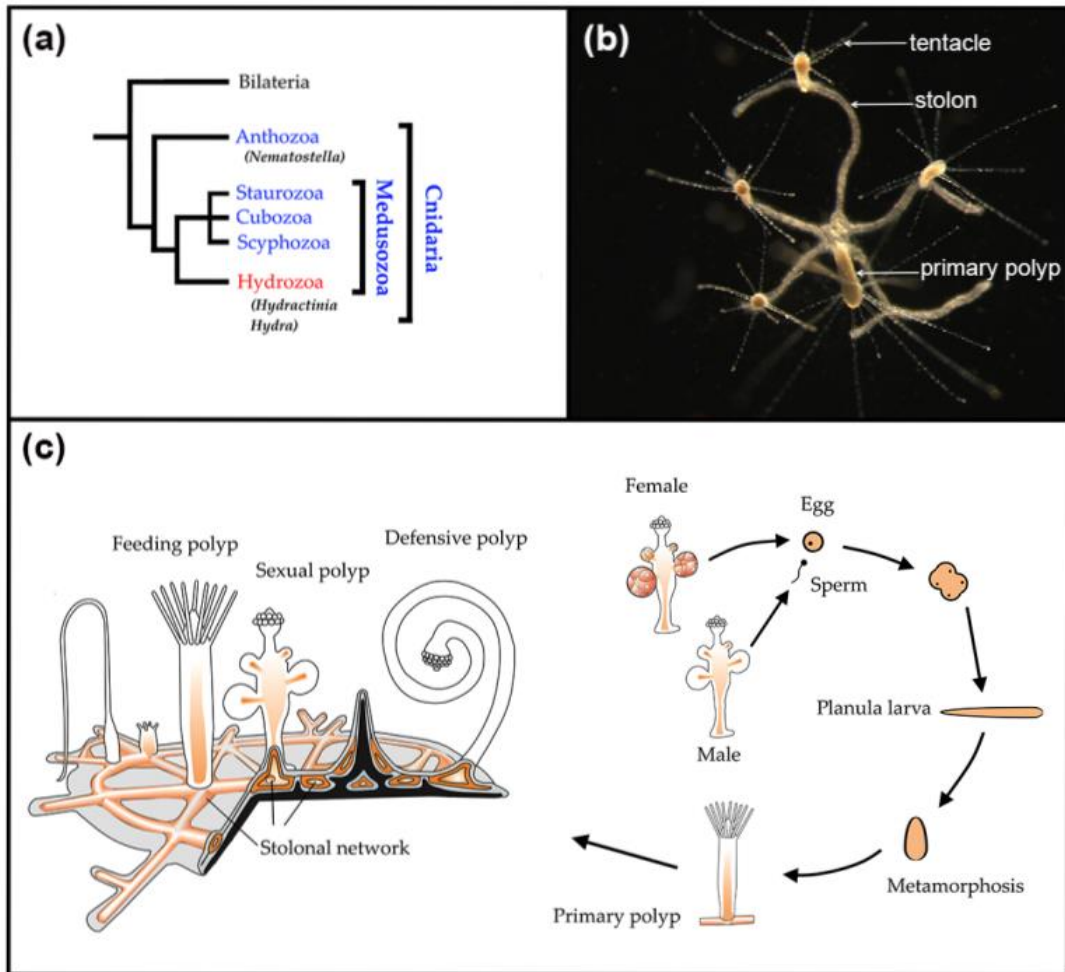 (a)
Bilateria
Anthozoa
(Nematostella)
Staurozoa
Cubozoa
Scyphozoa
Hydrozoa
(Hydractinia
Hydra)
Medusozoa
Cnidaria
(b)
tentacle
stolon
primary polyp
(c)
Feeding polyp
Sexual polyp
Defensive polyp
Stolonal network
Female
Egg
Sperm
Male
Planula larva
Metamorphosis
Primary polyp